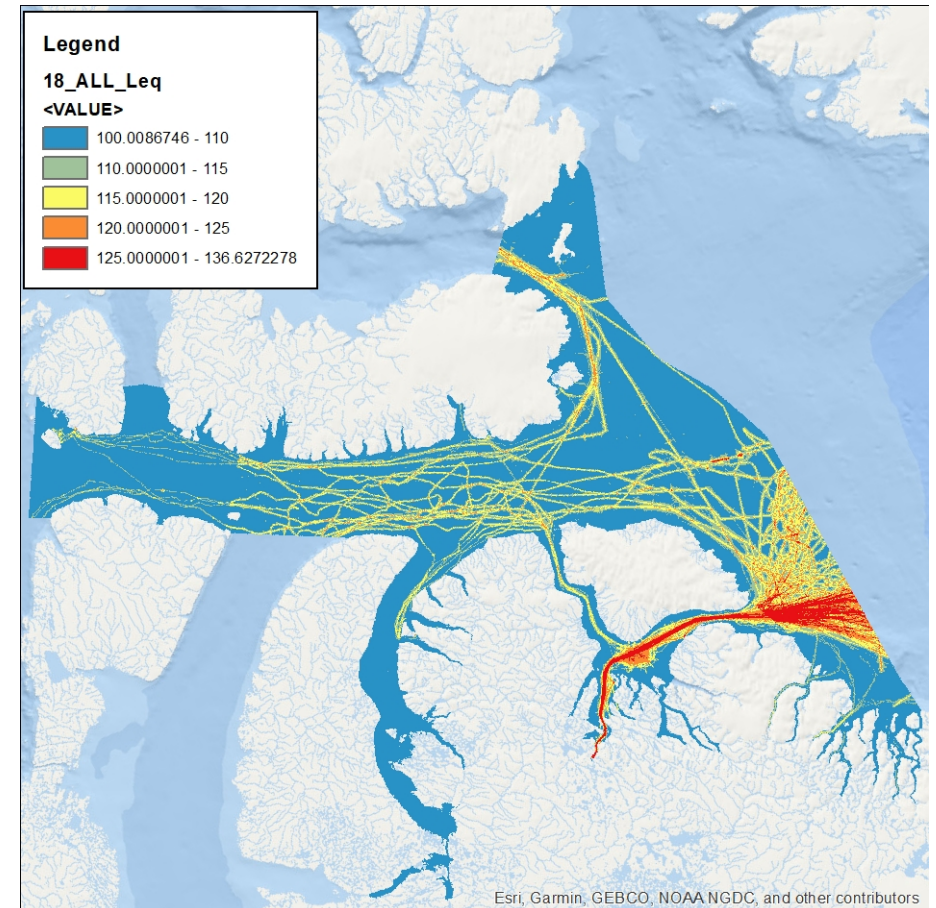 Legend
18_ALL_Leq
<VALUE>
100.0086746 - 110
110.0000001 - 115
115.0000001 - 120
120.0000001 - 125
125.0000001 - 136.6272278
Esri, Garmin, GEBCO, NOAA NGDC, and other contributors